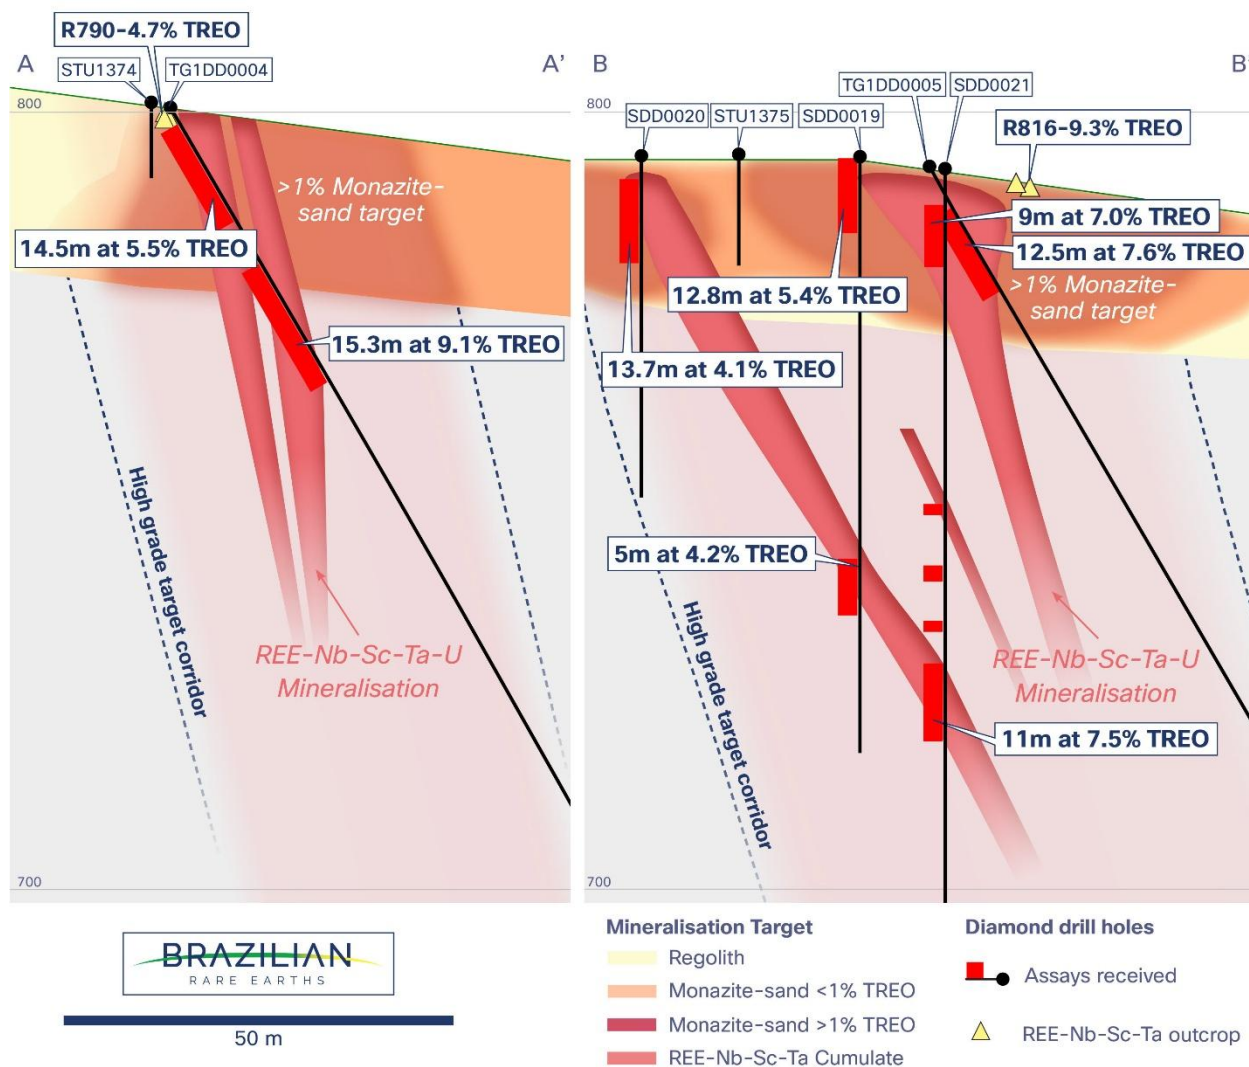 R790-4.7% TREO
A
STU1374
TG1DD0004
A'
800
>1% Monazite-
sand target
14.5m at 5.5% TREO
15.3m at 9.1% TREO
High grade target corridor
REE-Nb-Sc-Ta-U
Mineralisation
700
B
TG1DD0005
SDD0021
B'
800
SDD0020
STU1375
SDD0019
R816-9.3% TREO
9m at 7.0% TREO
12.5m at 7.6% TREO
>1% Monazite-
sand target
12.8m at 5.4% TREO
13.7m at 4.1% TREO
5m at 4.2% TREO
High grade target corridor
REE-Nb-Sc-Ta-U
Mineralisation
11m at 7.5% TREO
700
BRAZILIAN
RARE EARTHS
50 m
Mineralisation Target
Regolith
Monazite-sand <1% TREO
Monazite-sand >1% TREO
REE-Nb-Sc-Ta Cumulate
Diamond drill holes
Assays received
REE-Nb-Sc-Ta outcrop